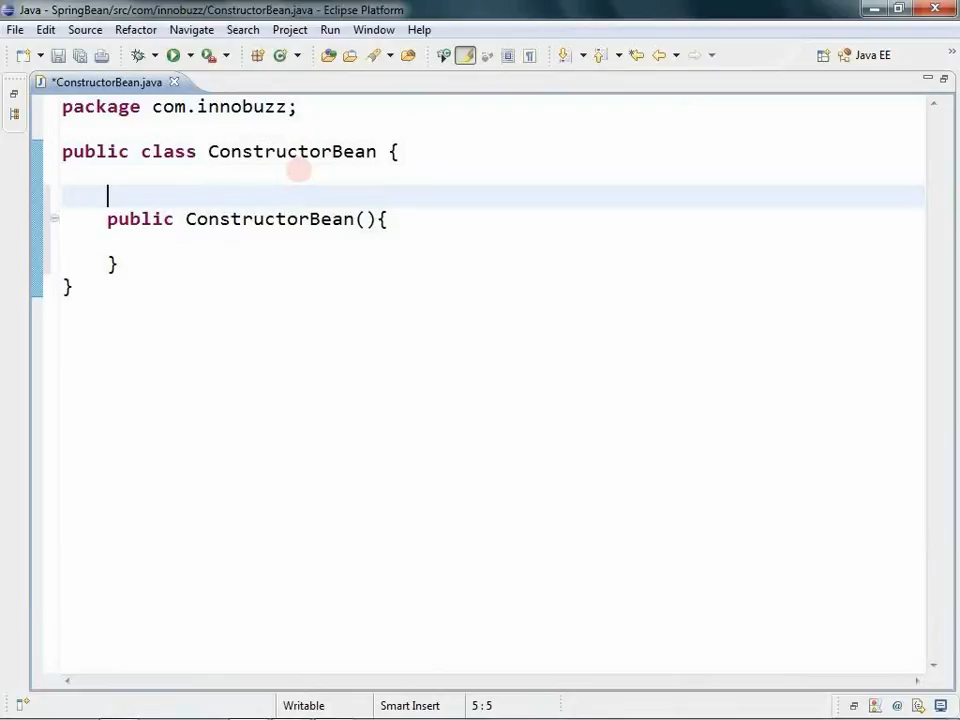 Java - SpringBean/src/com/innobuzz/ConstructorBean.java - Eclipse Platform
File Edit Source Refactor Navigate Search Project Run Window Help
Java EE
*ConstructorBean.java
package com.innobuzz;
public class ConstructorBean {
public ConstructorBean(){
}
}
Writable Smart Insert 5 : 5